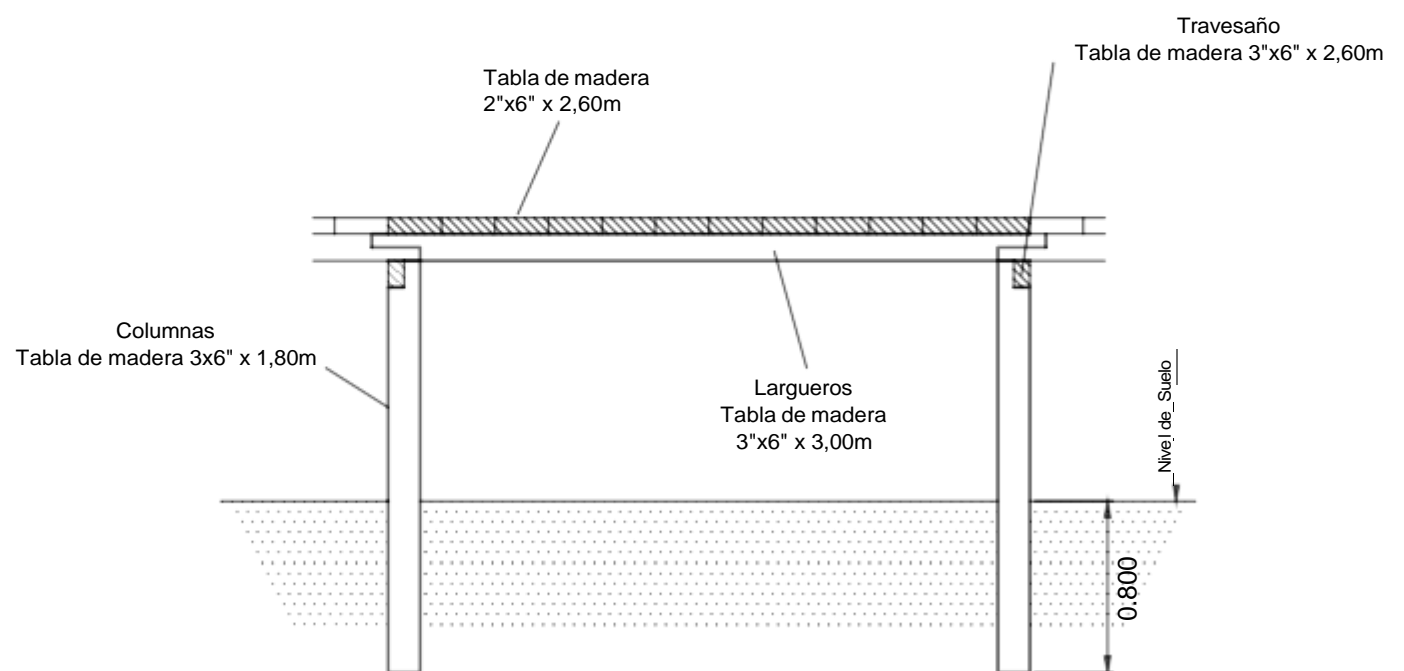 Travesaño
Tabla de madera 3"x6" x 2,60m
Tabla de madera
2"x6" x 2,60m
Columnas
Tabla de madera 3x6" x 1,80m
Largueros
Tabla de madera
3"x6" x 3,00m
_Nivel de_Suelo
0.800